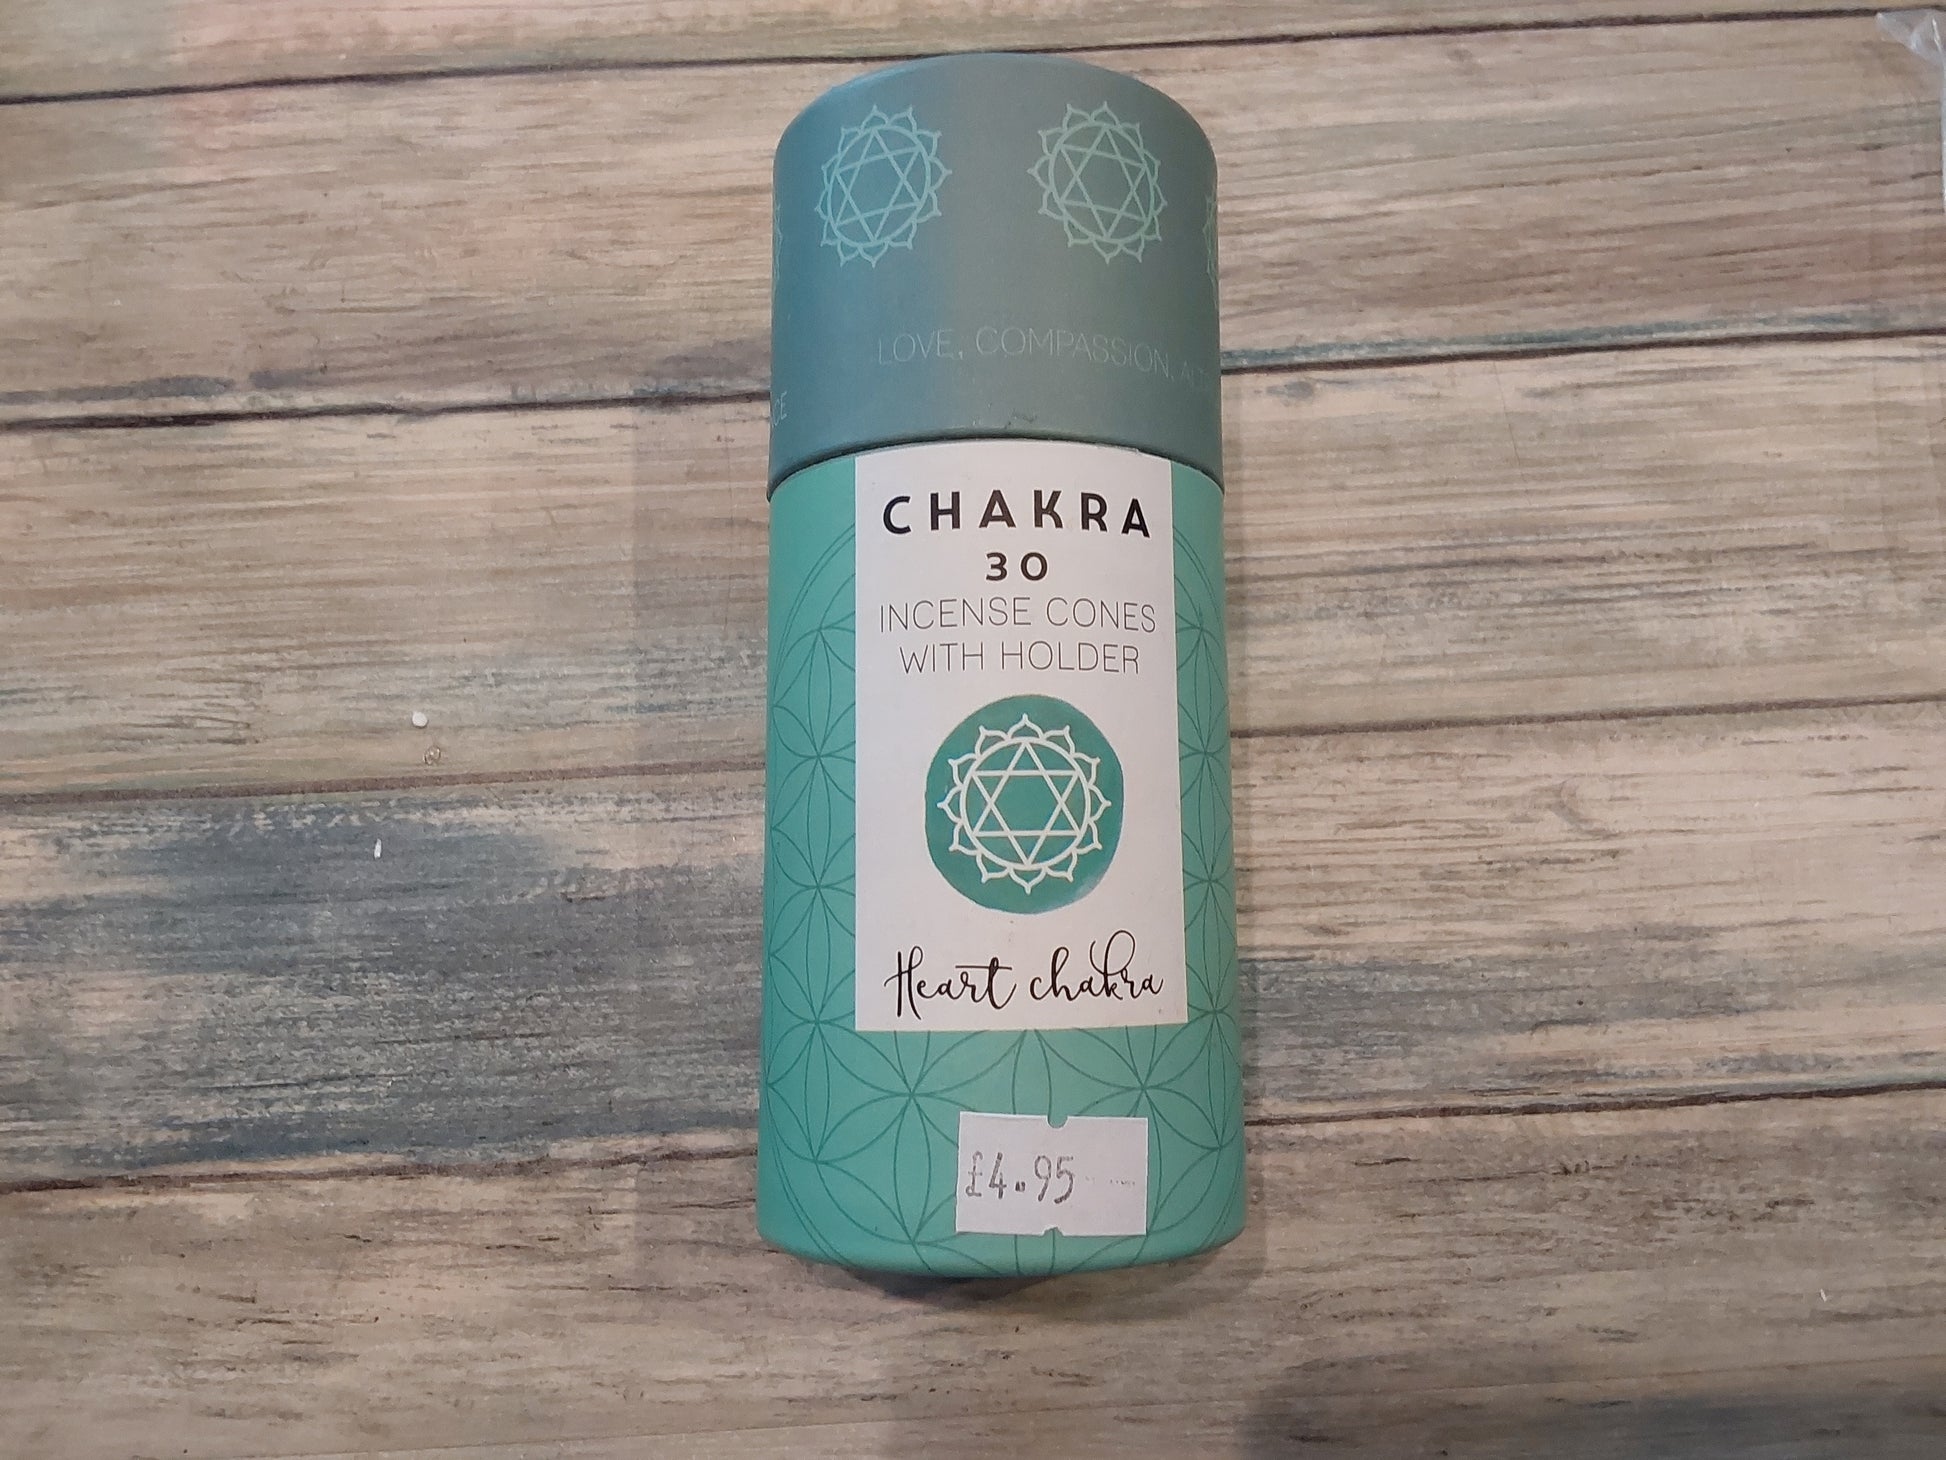 LOVE, COMPASSION,
CHAKRA
30
INCENSE CONES
WITH HOLDER
Heart chakra
£4.95